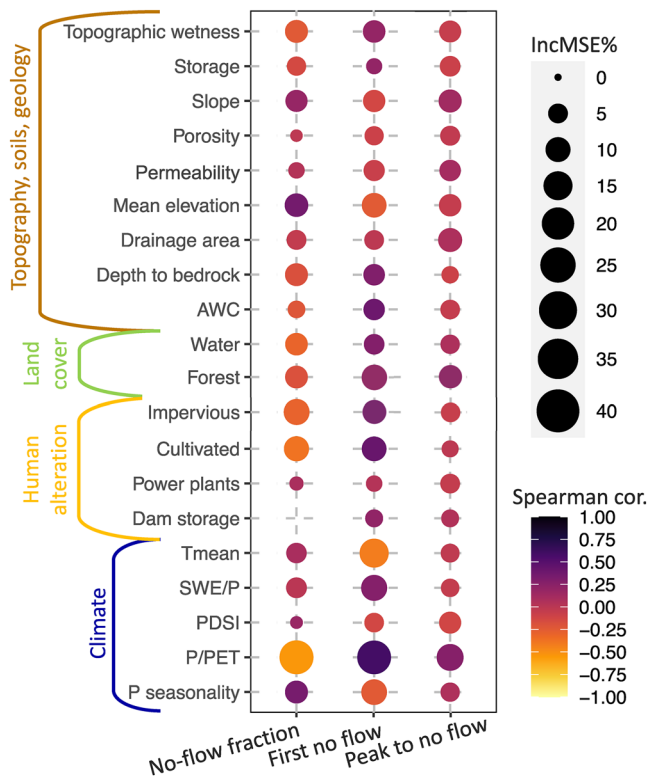 Topography, soils, geology
Land
cover
Human
alteration
Climate
Topographic wetness
Storage
Slope
Porosity
Permeability
Mean elevation
Drainage area
Depth to bedrock
AWC
Water
Forest
Impervious
Cultivated
Power plants
Dam storage
Tmean
SWE/P
PDSI
P/PET
P seasonality
No-flow fraction
First no flow
Peak to no flow
IncMSE%
0
5
10
15
20
25
30
35
40
Spearman cor.
1.00
0.75
0.50
0.25
0.00
−0.25
−0.50
−0.75
−1.00